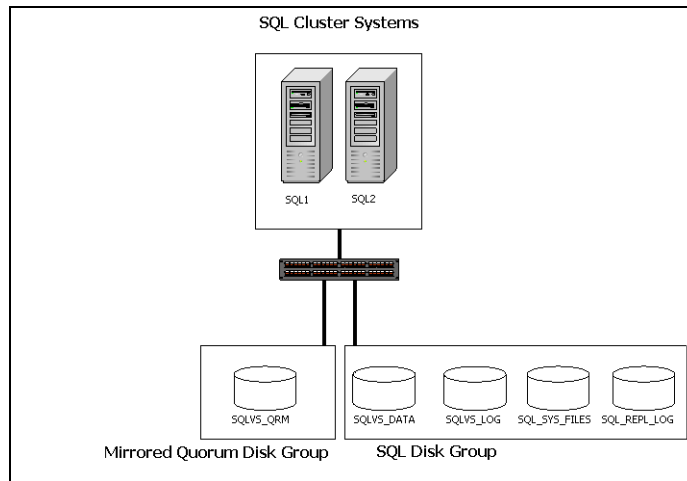 SQL Cluster Systems
SQL1 SQL2
SQLVS_QRM SQLVS_DATA SQLVS_LOG SQL_SYS_FILES SQL_REPL_LOG
Mirrored Quorum Disk Group SQL Disk Group